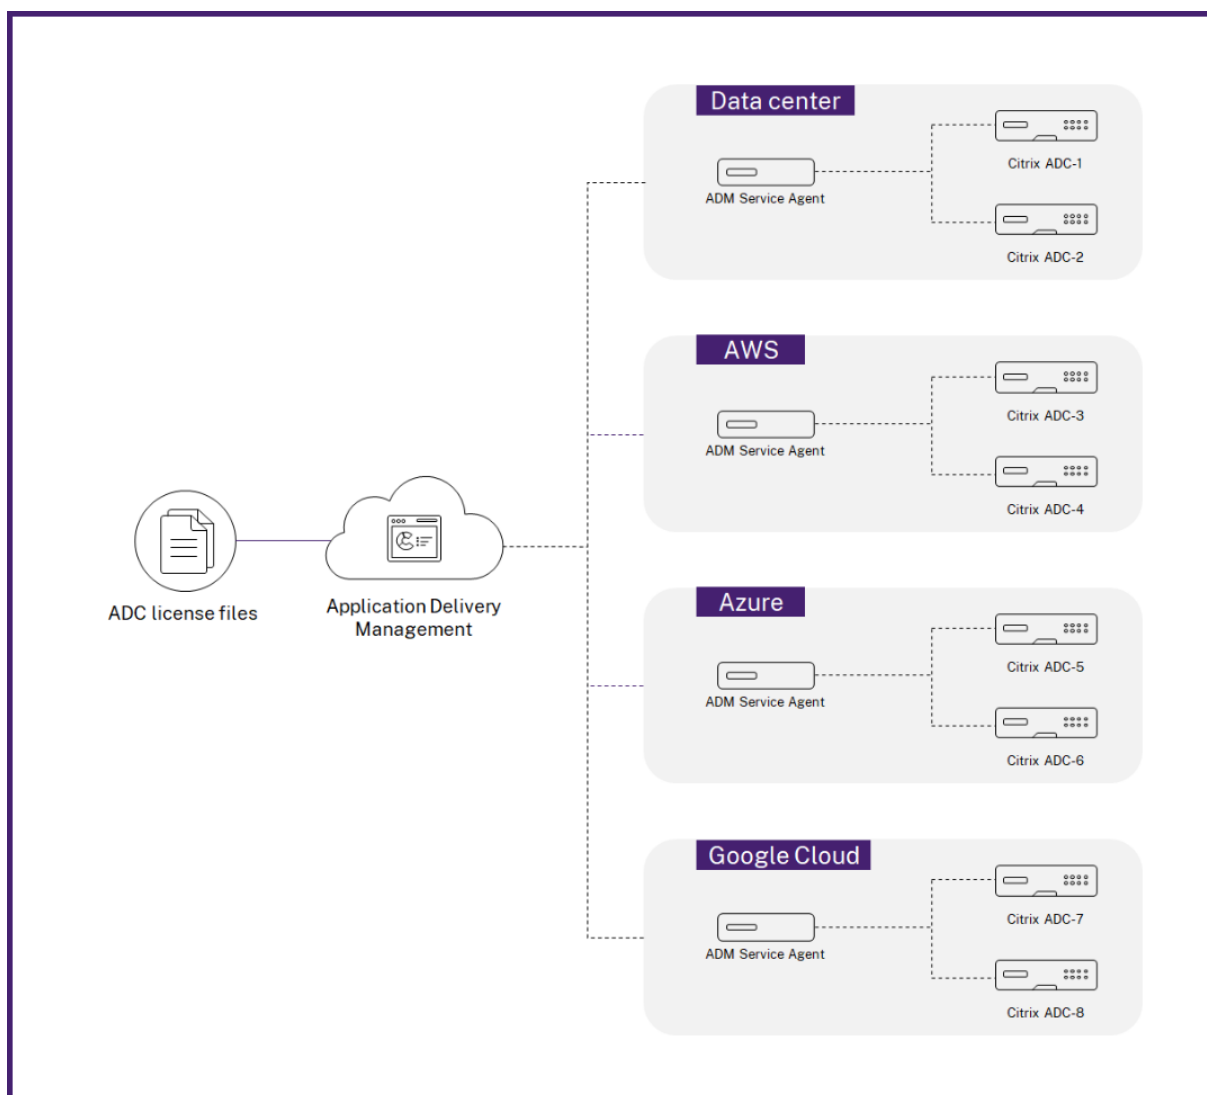 Data center
Citrix ADC-1
ADM Service Agent
Citrix ADC-2
AWS
Citrix ADC-3
ADM Service Agent
Citrix ADC-4
ADC license files
Application Delivery
Management
Azure
Citrix ADC-5
ADM Service Agent
Citrix ADC-6
Google Cloud
Citrix ADC-7
ADM Service Agent
Citrix ADC-8